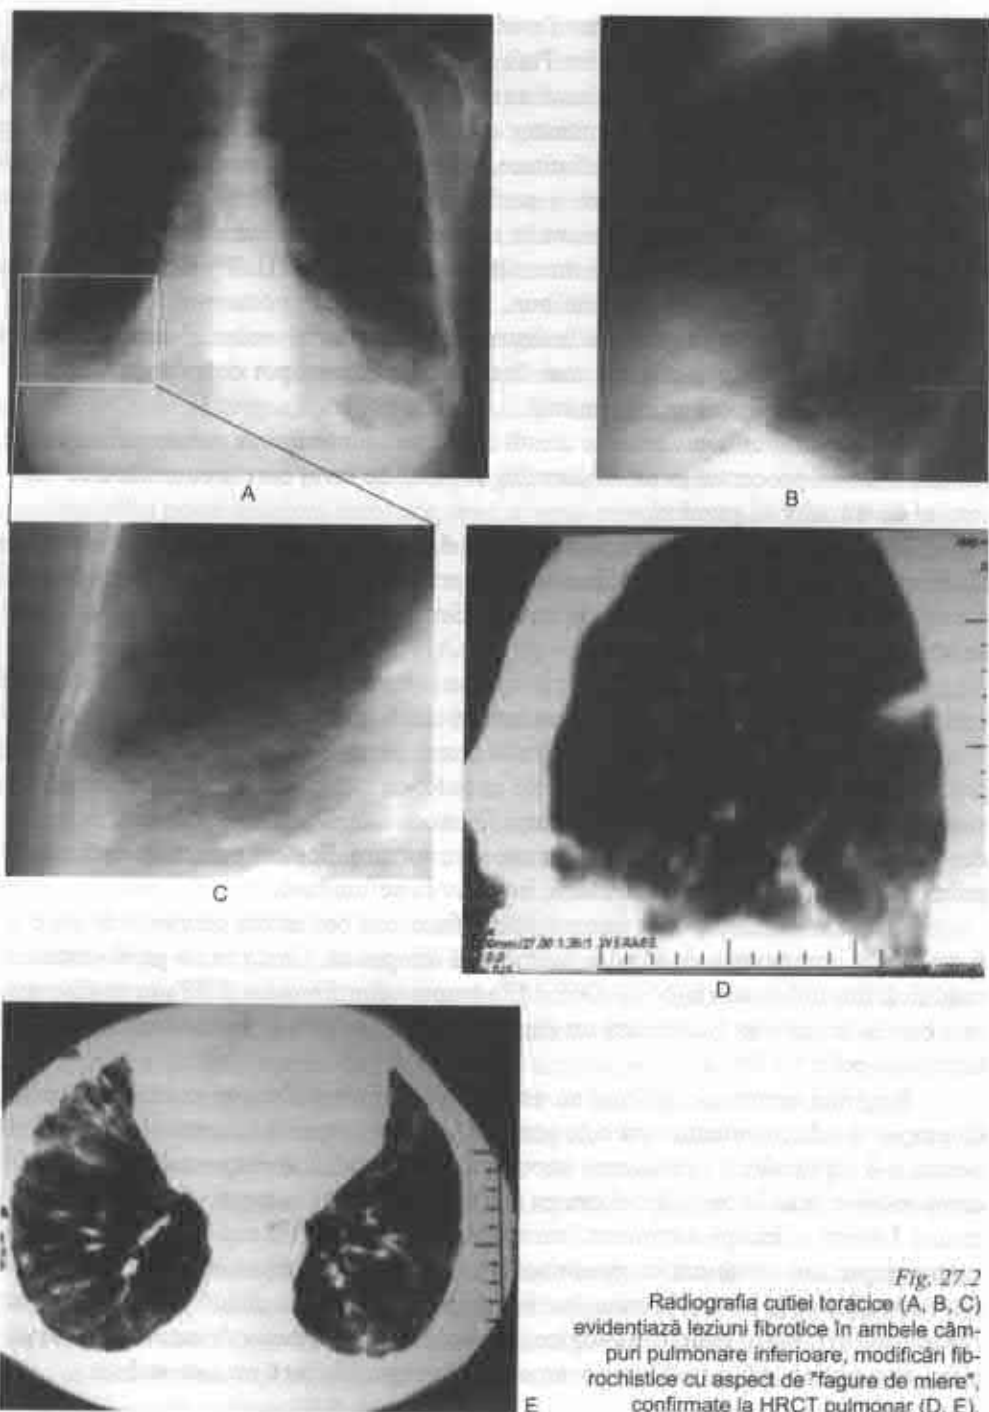 A
B
C
D
E
Fig. 27.2
Radiografia cutiei toracice (A, B, C)
evidențiază leziuni fibrotice în ambele câm-
puri pulmonare inferioare, modificări fib-
rochistice cu aspect de "fagure de miere",
confirmate la HRCT pulmonar (D, E).